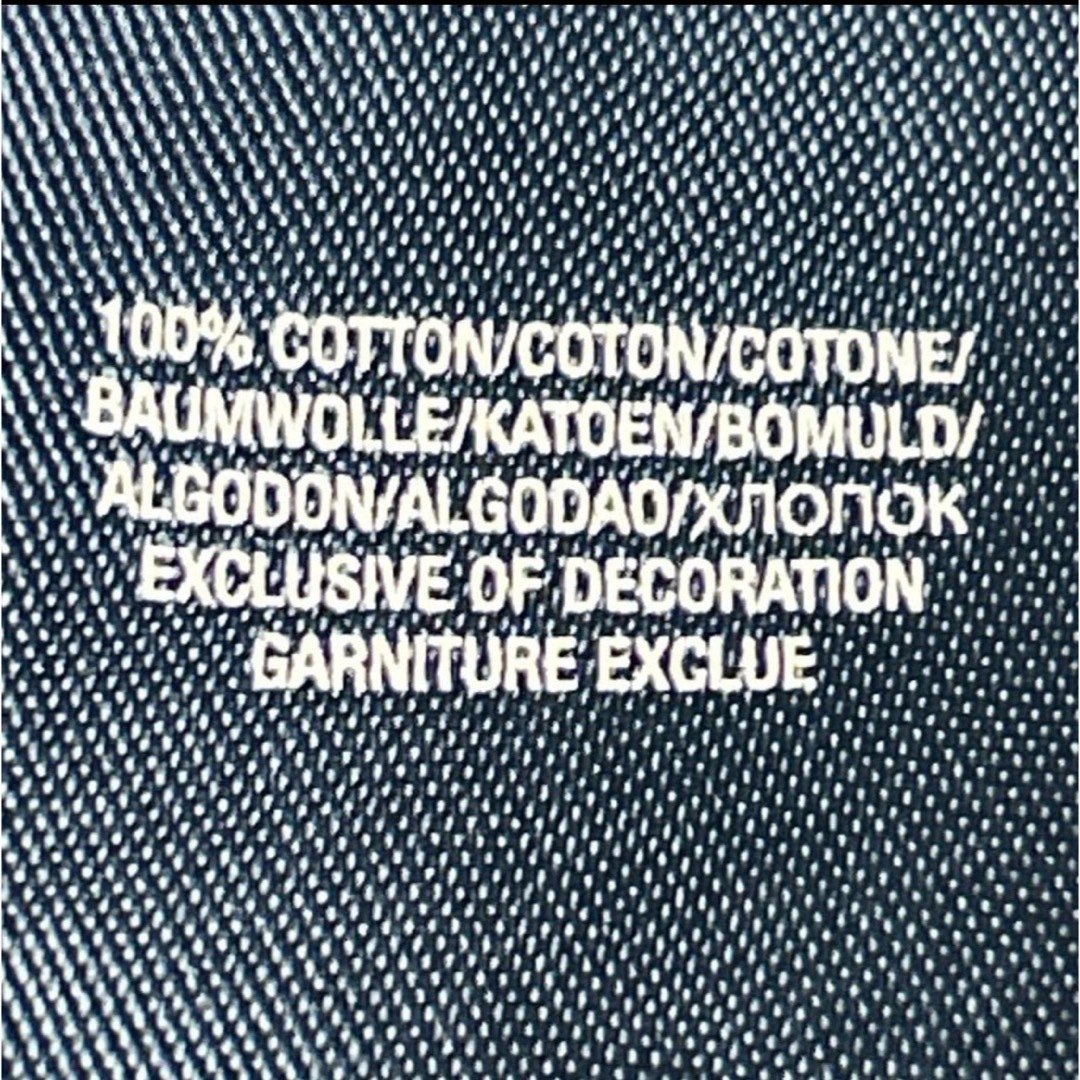 100% COTTON/COTON/COTONE/
BAUMWOLLE/KATOEN/BOMULD/
ALGODON/ALGODAO/ХЛОПОК
EXCLUSIVE OF DECORATION
GARNITURE EXCLUE